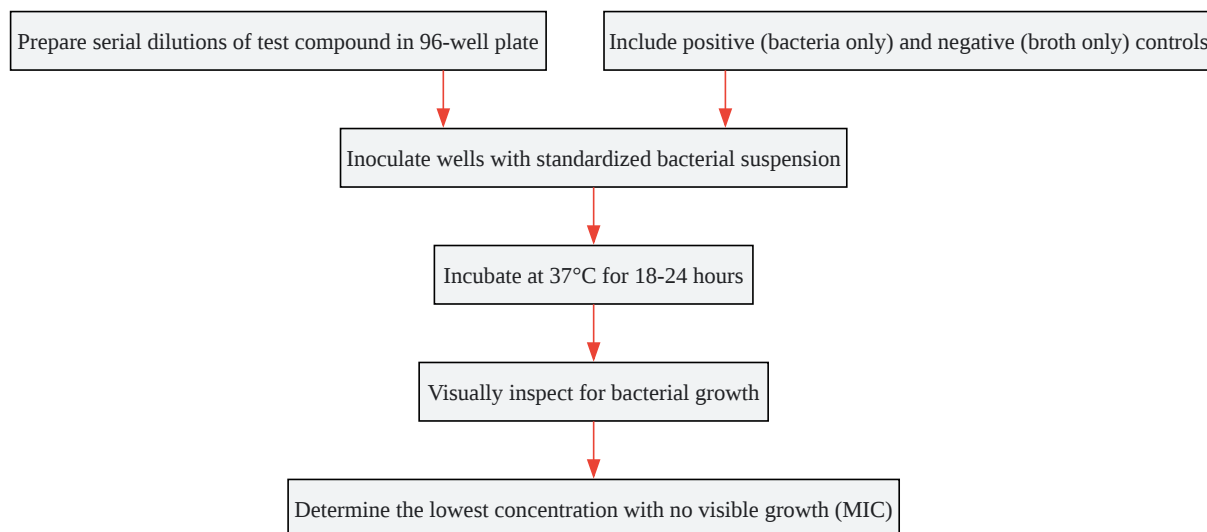 Prepare serial dilutions of test compound in 96-well plate
Include positive (bacteria only) and negative (broth only) controls
Inoculate wells with standardized bacterial suspension
Incubate at 37°C for 18-24 hours
Visually inspect for bacterial growth
Determine the lowest concentration with no visible growth (MIC)